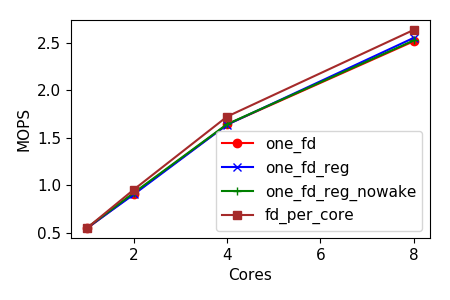 2.5
2.0
1.5
1.0
0.5
MOPS
one_fd
one_fd_reg
one_fd_reg_nowake
fd_per_core
2 4 6 8
Cores